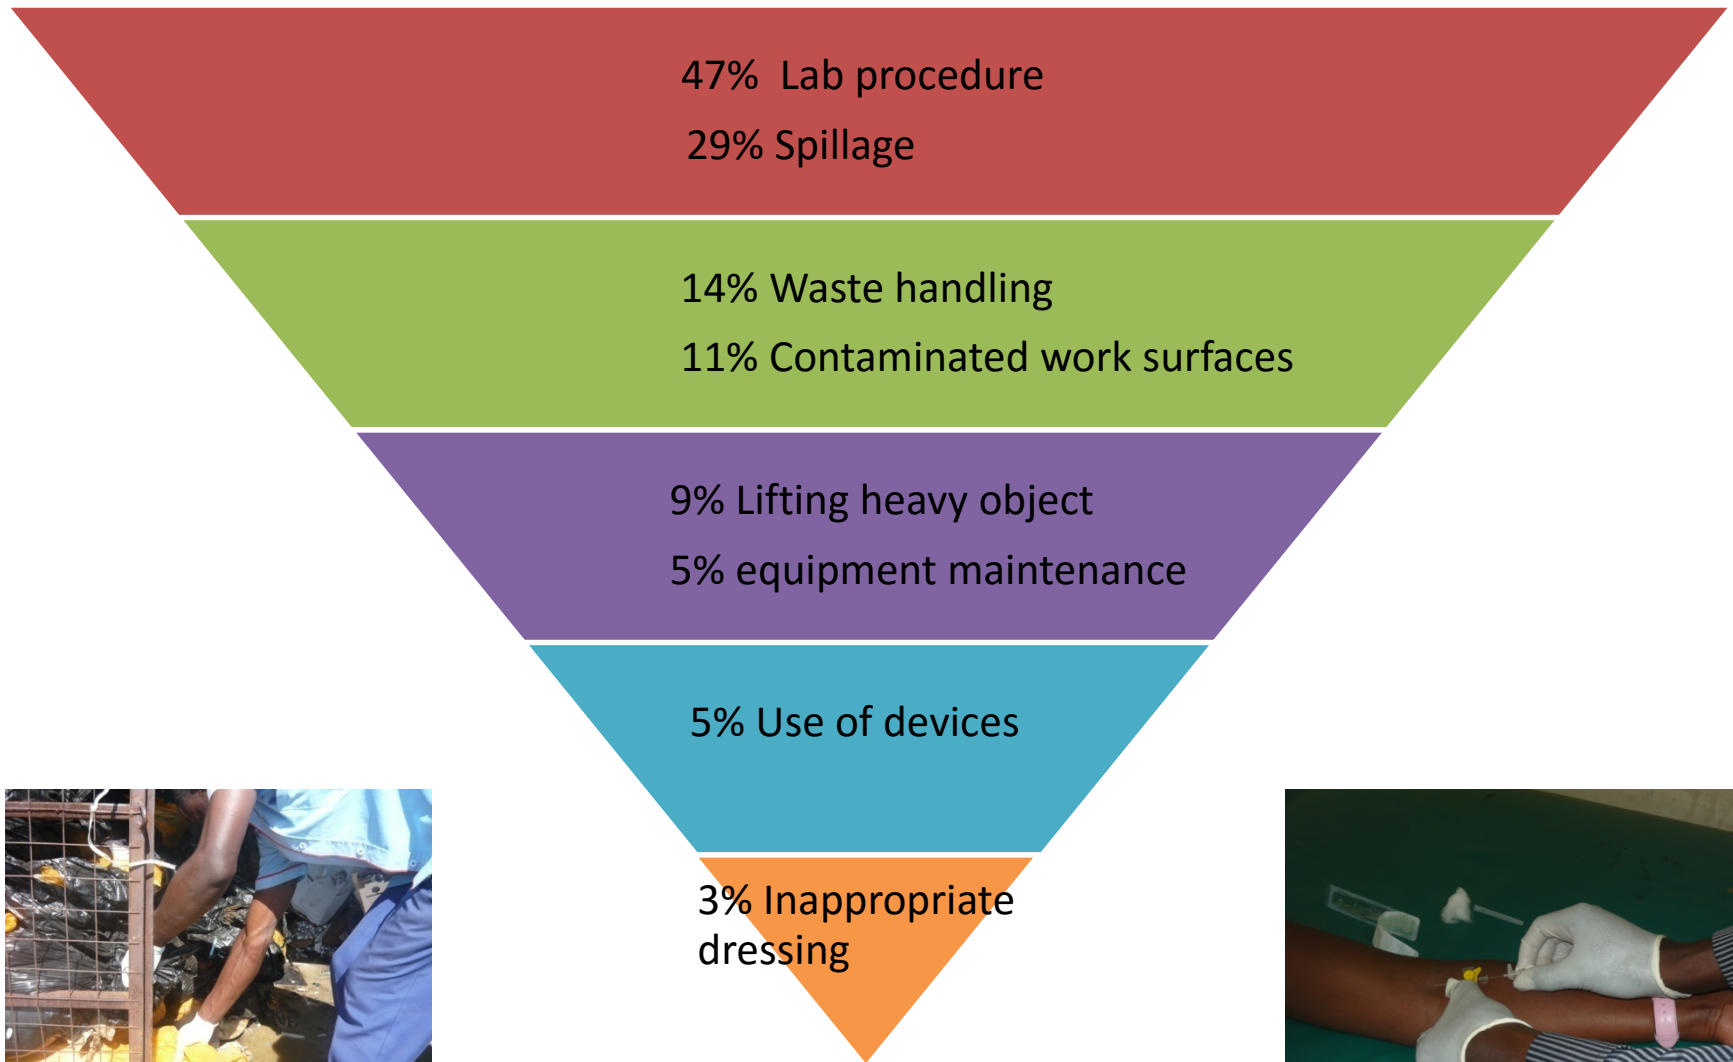 47% Lab procedure
29% Spillage
14% Waste handling
11% Contaminated work surfaces
9% Lifting heavy object
5% equipment maintenance
5% Use of devices
3% Inappropriate
dressing